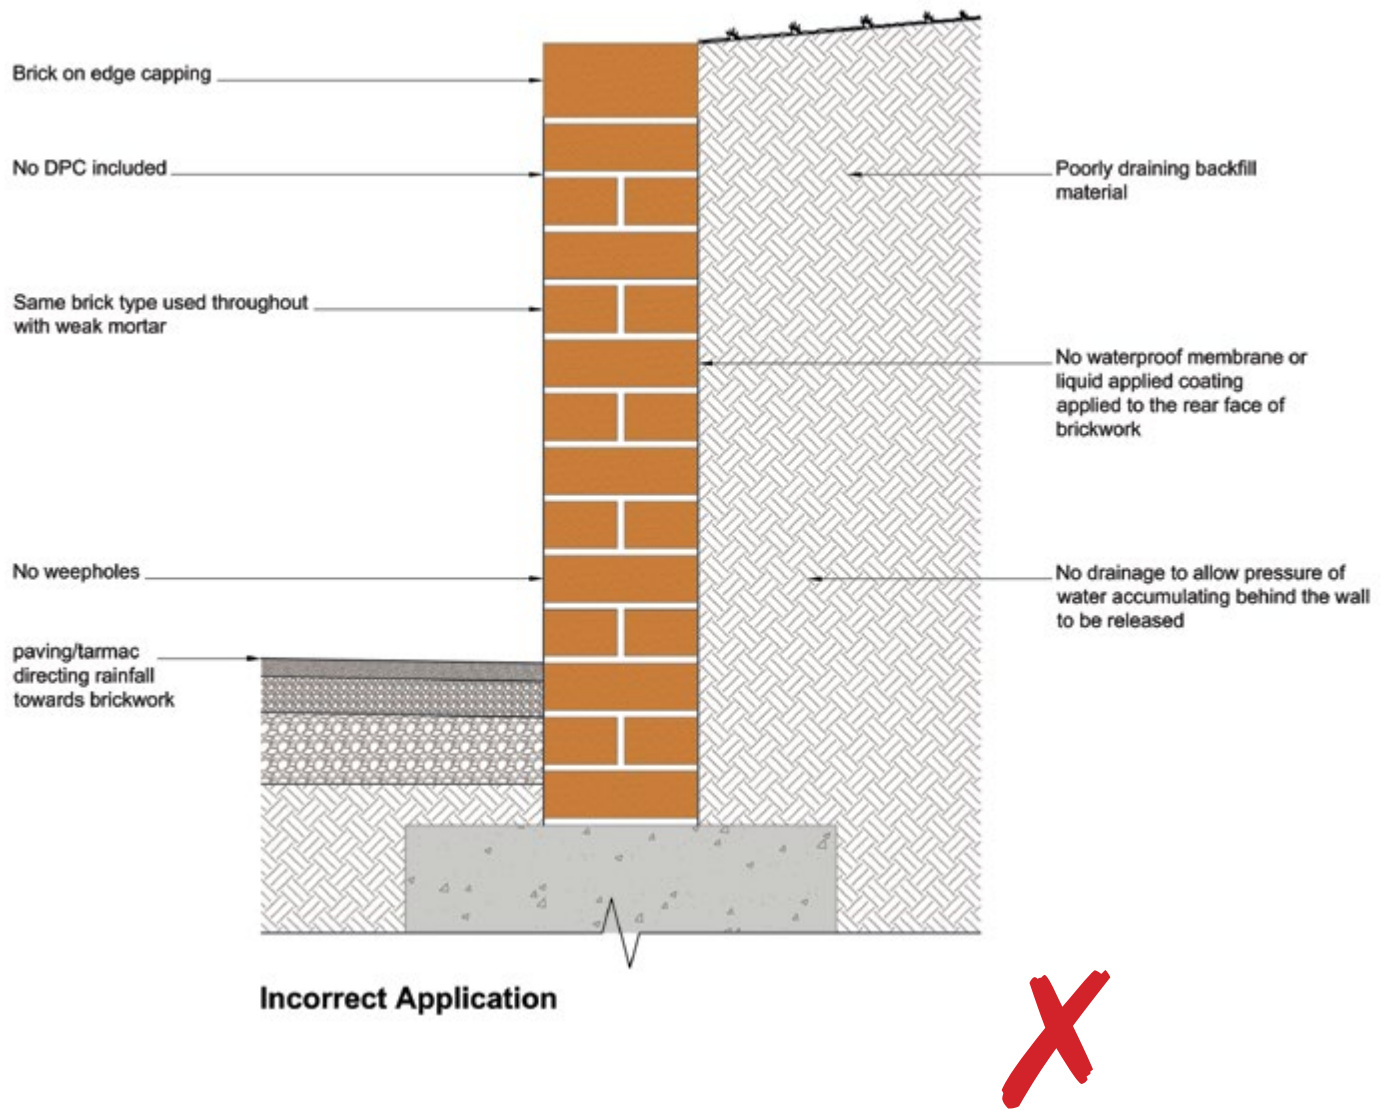 Brick on edge capping
No DPC included
Same brick type used throughout
with weak mortar
No weepholes
paving/tarmac
directing rainfall
towards brickwork
Poorly draining backfill
material
No waterproof membrane or
liquid applied coating
applied to the rear face of
brickwork
No drainage to allow pressure of
water accumulating behind the wall
to be released
Incorrect Application